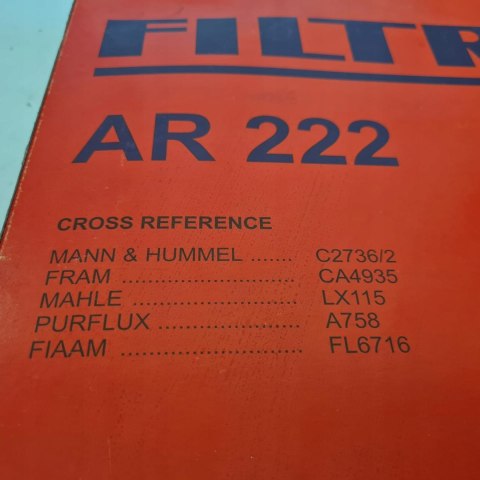 FILTR
AR 222
CROSS REFERENCE
MANN & HUMMEL ....... C2736/2
FRAM ............................ CA4935
MAHLE .......................... LX115
PURFLUX ...................... A758
FIAAM ............................ FL6716